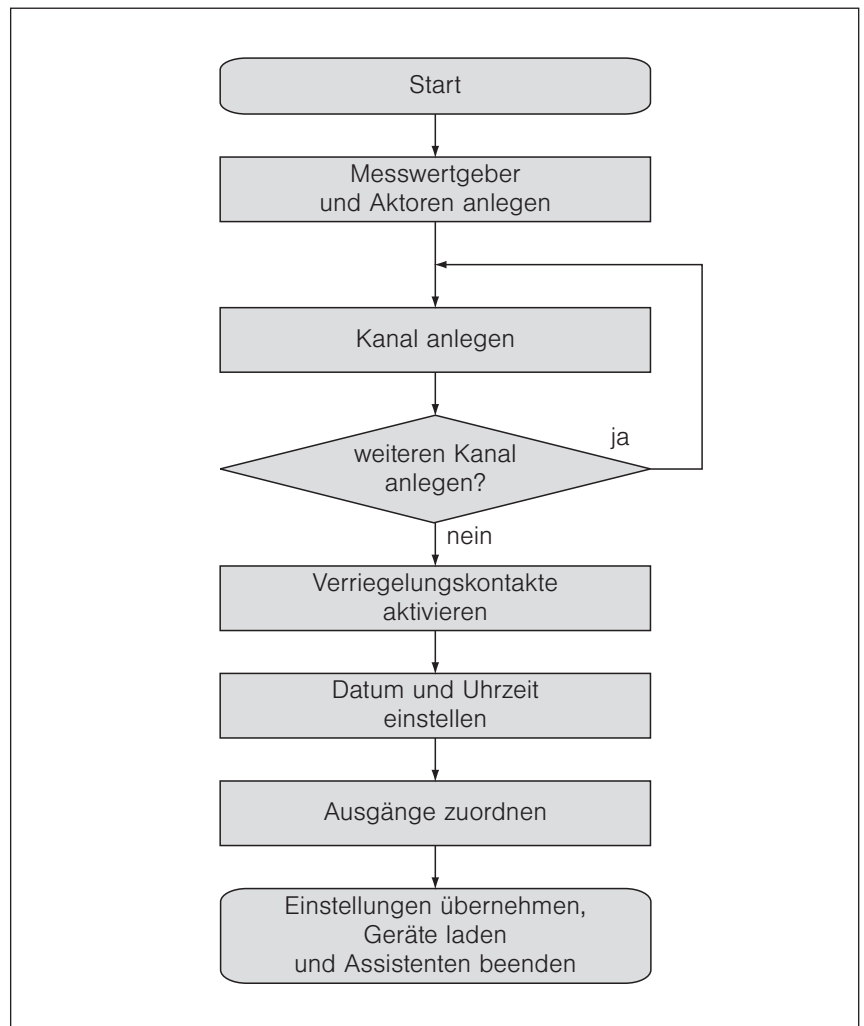 Start
Messwertgeber
und Aktoren anlegen
Kanal anlegen
weiteren Kanal
anlegen?
ja
nein
Verriegelungskontakte
aktivieren
Datum und Uhrzeit
einstellen
Ausgänge zuordnen
Einstellungen übernehmen,
Geräte laden
und Assistenten beenden